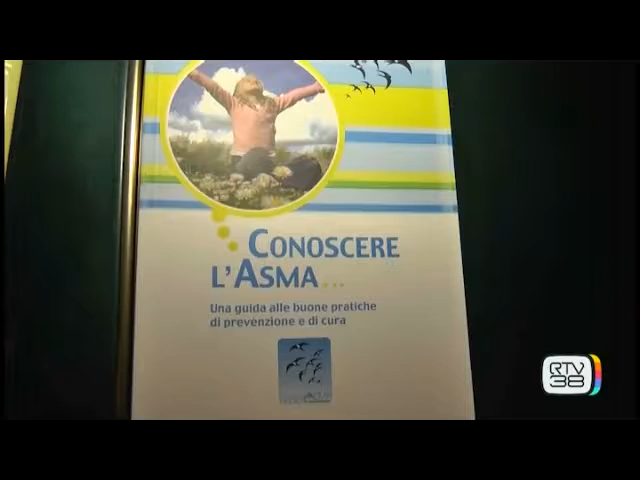 CONOSCERE
L'ASMA...
Una guida alle buone pratiche
di prevenzione e di cura
RTV
38